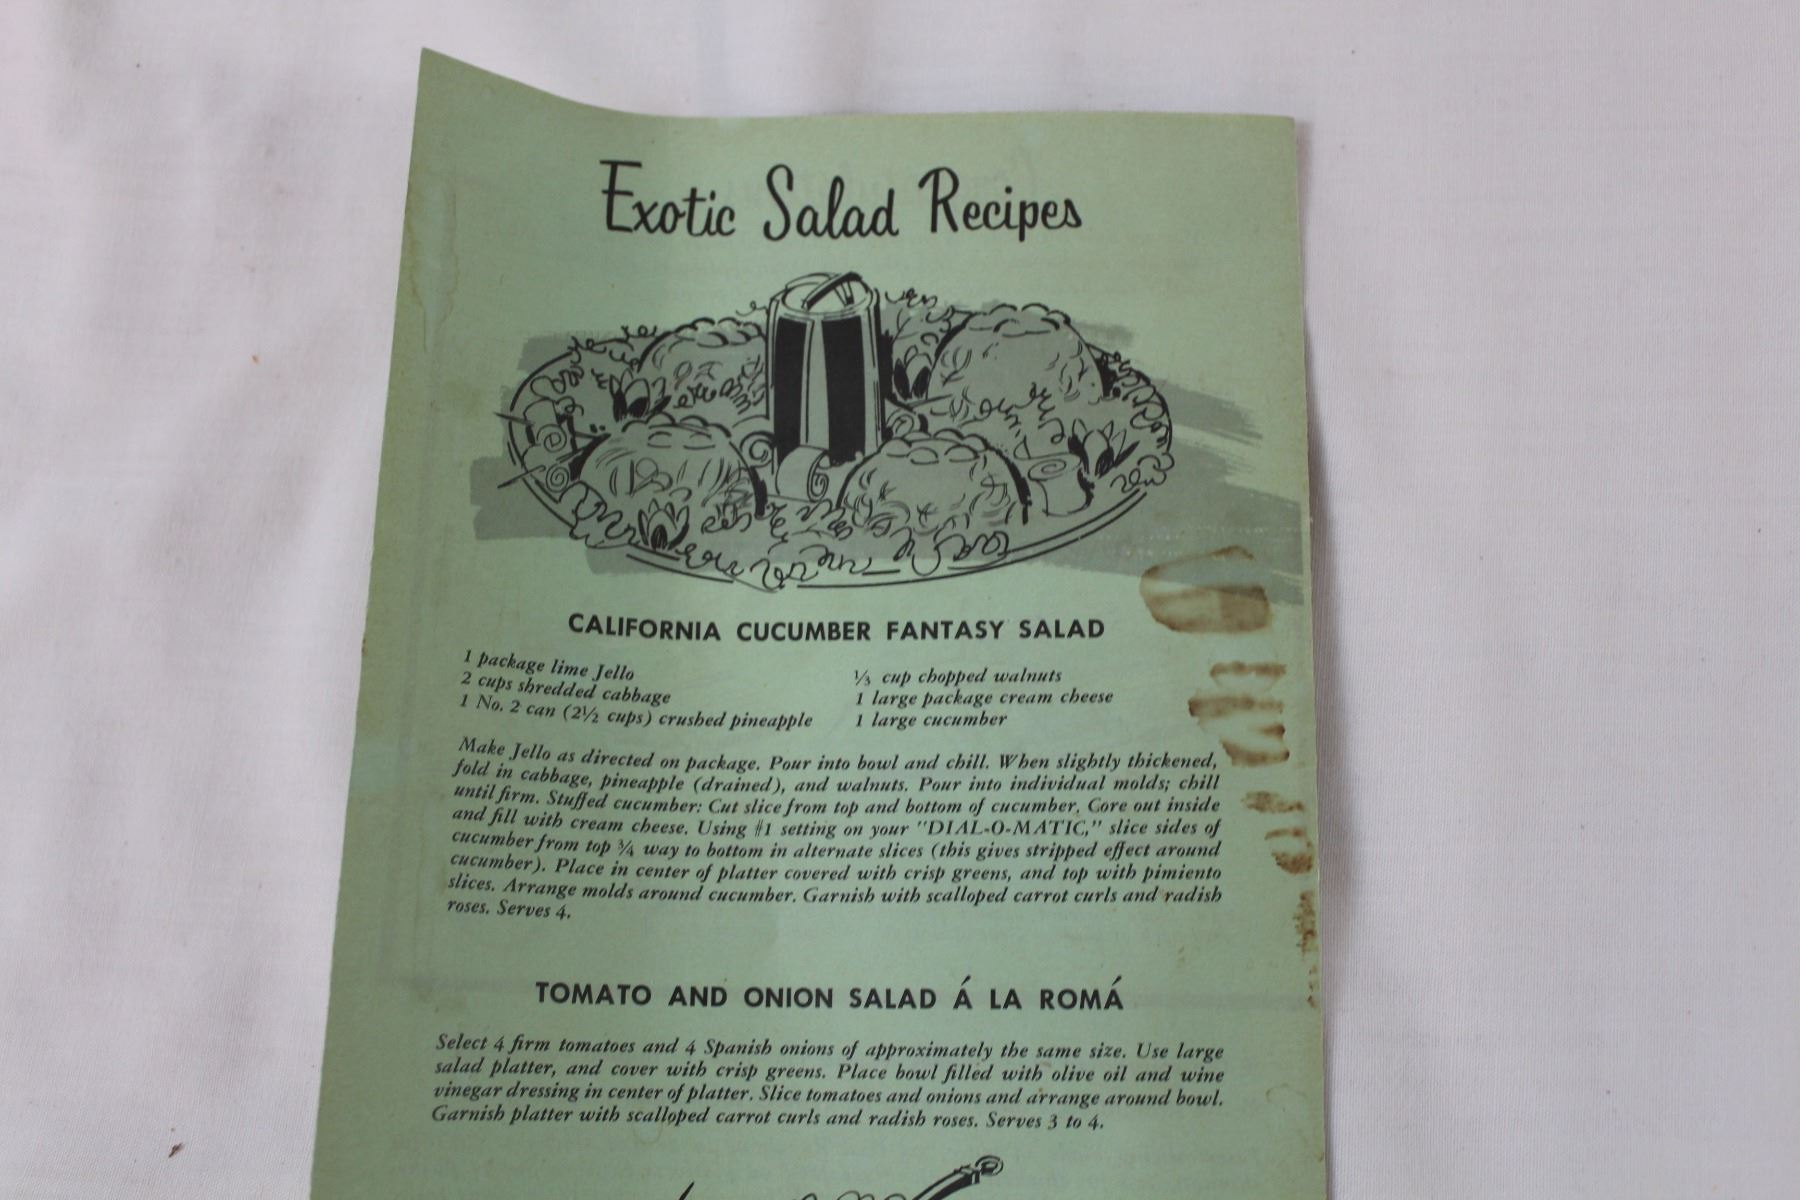 Exotic Salad Recipes
CALIFORNIA CUCUMBER FANTASY SALAD
1 package lime Jello
2 cups shredded cabbage
1 No. 2 can (2½ cups) crushed pineapple
⅓ cup chopped walnuts
1 large package cream cheese
1 large cucumber
Make Jello as directed on package. Pour into bowl and chill. When slightly thickened,
fold in cabbage, pineapple (drained), and walnuts. Pour into individual molds; chill
until firm. Stuffed cucumber: Cut slice from top and bottom of cucumber. Core out inside
and fill with cream cheese. Using #1 setting on your "DIAL-O-MATIC," slice sides of
cucumber from top ¾ way to bottom in alternate slices (this gives stripped effect around
cucumber). Place in center of platter covered with crisp greens, and top with pimiento
slices. Arrange molds around cucumber. Garnish with scalloped carrot curls and radish
roses. Serves 4.
TOMATO AND ONION SALAD Á LA ROMÁ
Select 4 firm tomatoes and 4 Spanish onions of approximately the same size. Use large
salad platter, and cover with crisp greens. Place bowl filled with olive oil and wine
vinegar dressing in center of platter. Slice tomatoes and onions and arrange around bowl.
Garnish platter with scalloped carrot curls and radish roses. Serves 3 to 4.